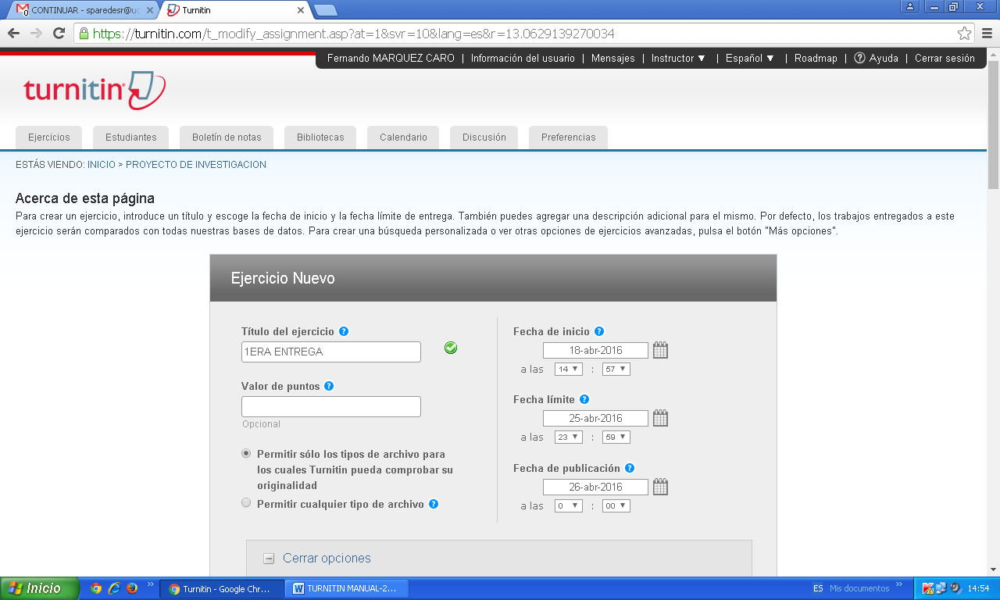 CONTINUAR - sparedesr@uc
Turnitin
https://turnitin.com/t_modify_assignment.asp?at=1&svr=10&lang=es&r=13.0629139270034
Fernando MARQUEZ CARO | Información del usuario | Mensajes | Instructor ▼ | Español ▼ | Roadmap | ? Ayuda | Cerrar sesión
turnitin
Ejercicios Estudiantes Boletín de notas Bibliotecas Calendario Discusión Preferencias
ESTÁS VIENDO: INICIO > PROYECTO DE INVESTIGACION
Acerca de esta página
Para crear un ejercicio, introduce un título y escoge la fecha de inicio y la fecha límite de entrega. También puedes agregar una descripción adicional para el mismo. Por defecto, los trabajos entregados a este
ejercicio serán comparados con todas nuestras bases de datos. Para crear una búsqueda personalizada o ver otras opciones de ejercicios avanzadas, pulsa el botón "Más opciones".
Ejercicio Nuevo
Título del ejercicio ?
1ERA ENTREGA
Valor de puntos ?
Opcional
Permitir sólo los tipos de archivo para
los cuales Turnitin pueda comprobar su
originalidad
Permitir cualquier tipo de archivo ?
Fecha de inicio ?
18-abr-2016
a las 14 ▼ : 57 ▼
Fecha límite ?
25-abr-2016
a las 23 ▼ : 59 ▼
Fecha de publicación ?
26-abr-2016
a las 0 ▼ : 00 ▼
Cerrar opciones
Inicio
Turnitin - Google Chr...
TURNITIN MANUAL-2...
ES Mis documentos
14:54